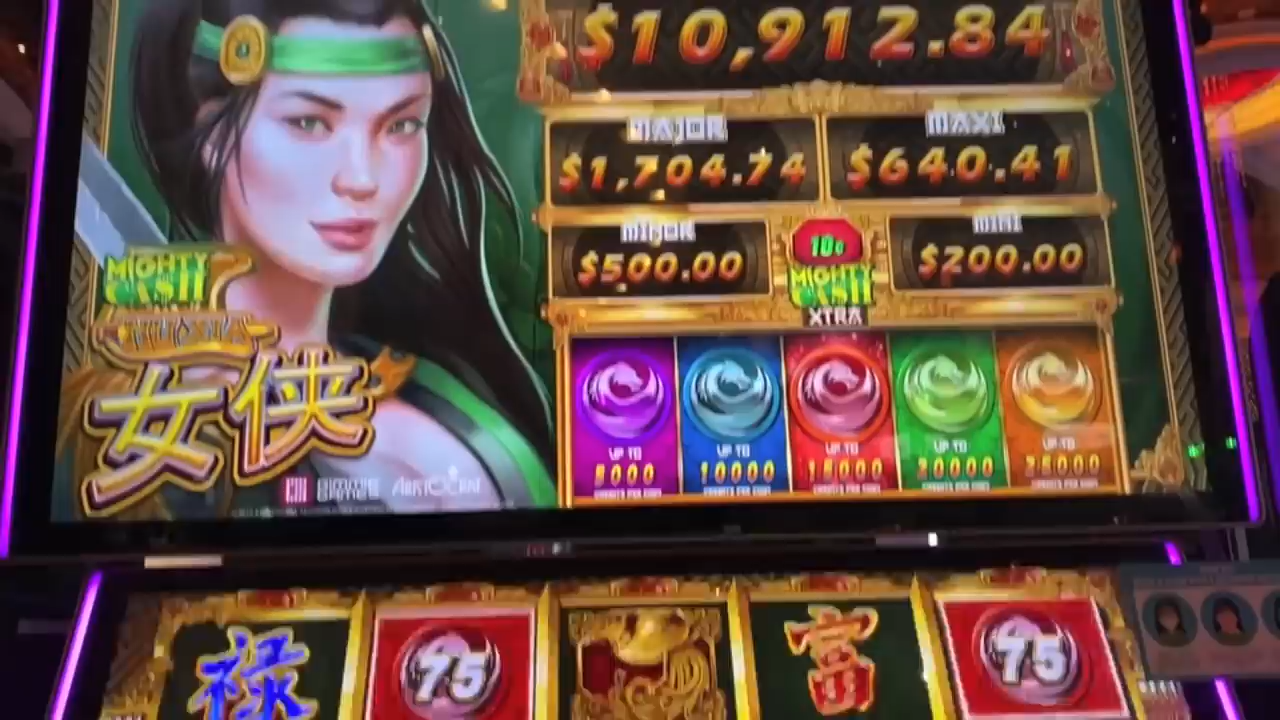 $10,912.84
MAJOR
MAXI
$1,704.74
$640.41
MINOR
MINI
$500.00
10¢
$200.00
MIGHTY
CASH
XTRA
MIGHTY
CASH
女侠
ARISTOCRAT
UP TO
5000
UP TO
10000
UP TO
15000
UP TO
20000
UP TO
25000
禄
75
富
75